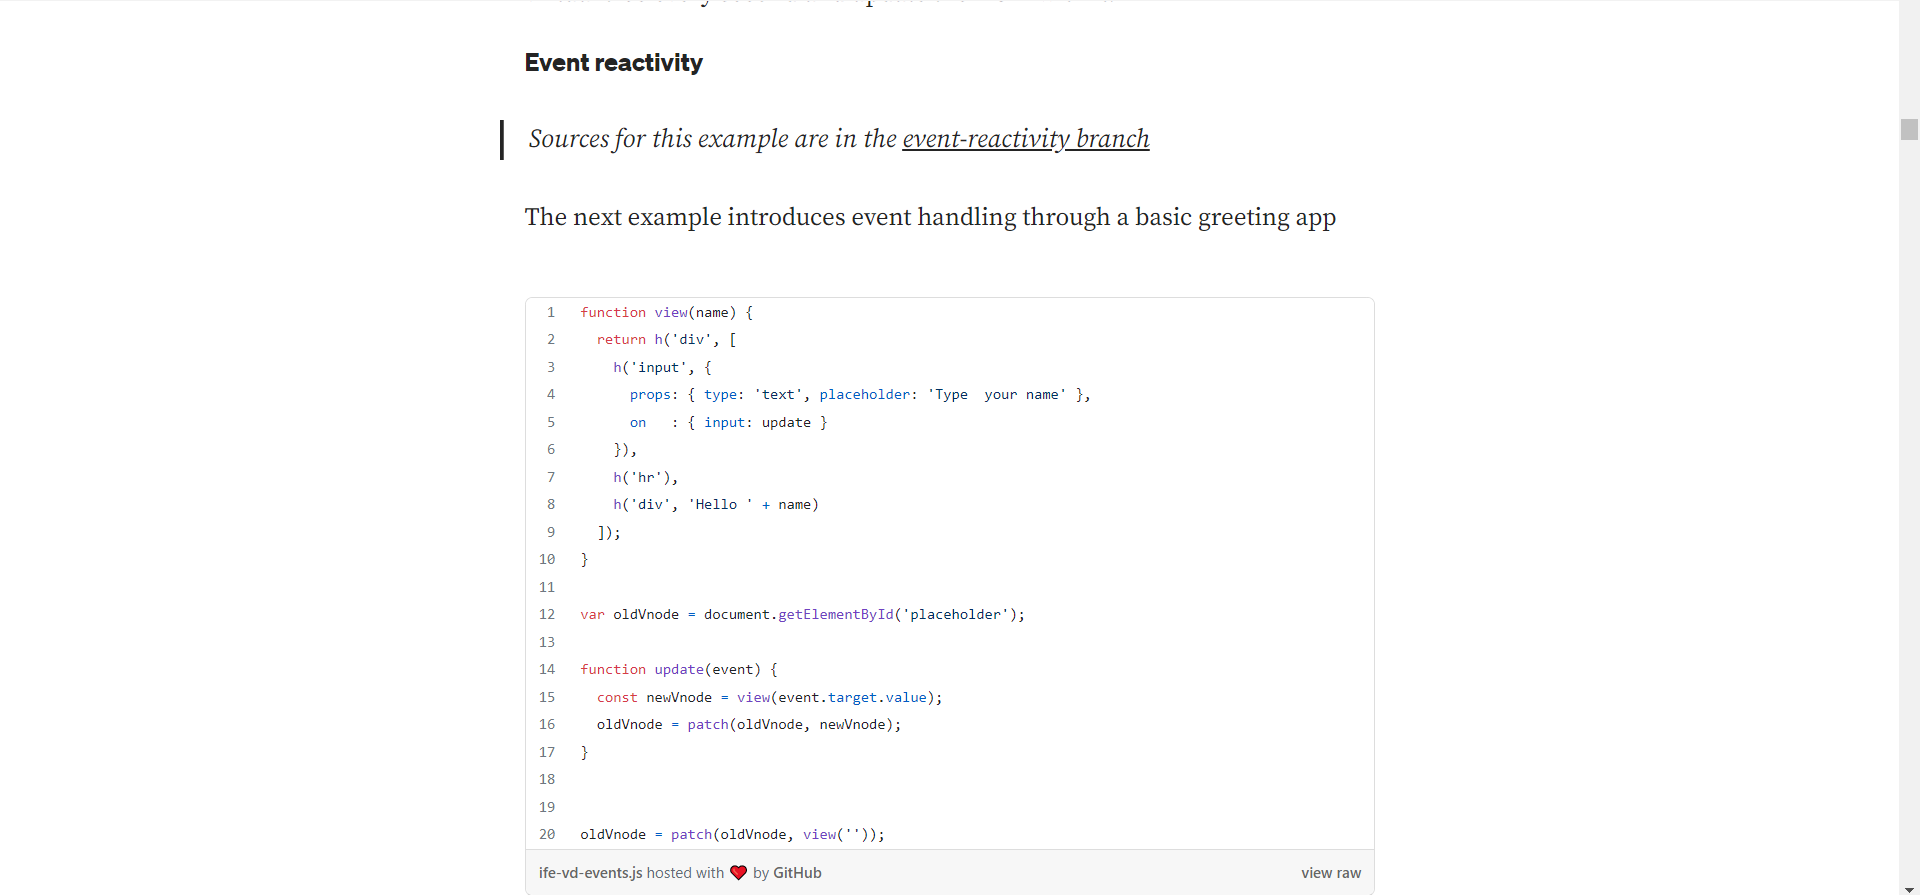 Event reactivity
Sources for this example are in the event-reactivity branch
The next example introduces event handling through a basic greeting app
1 function view(name) {
2   return h('div', [
3     h('input', {
4       props: { type: 'text', placeholder: 'Type  your name' },
5       on   : { input: update }
6     }),
7     h('hr'),
8     h('div', 'Hello ' + name)
9   ]);
10 }
11
12 var oldVnode = document.getElementById('placeholder');
13
14 function update(event) {
15   const newVnode = view(event.target.value);
16   oldVnode = patch(oldVnode, newVnode);
17 }
18
19
20 oldVnode = patch(oldVnode, view(''));
ife-vd-events.js hosted with ❤ by GitHub view raw